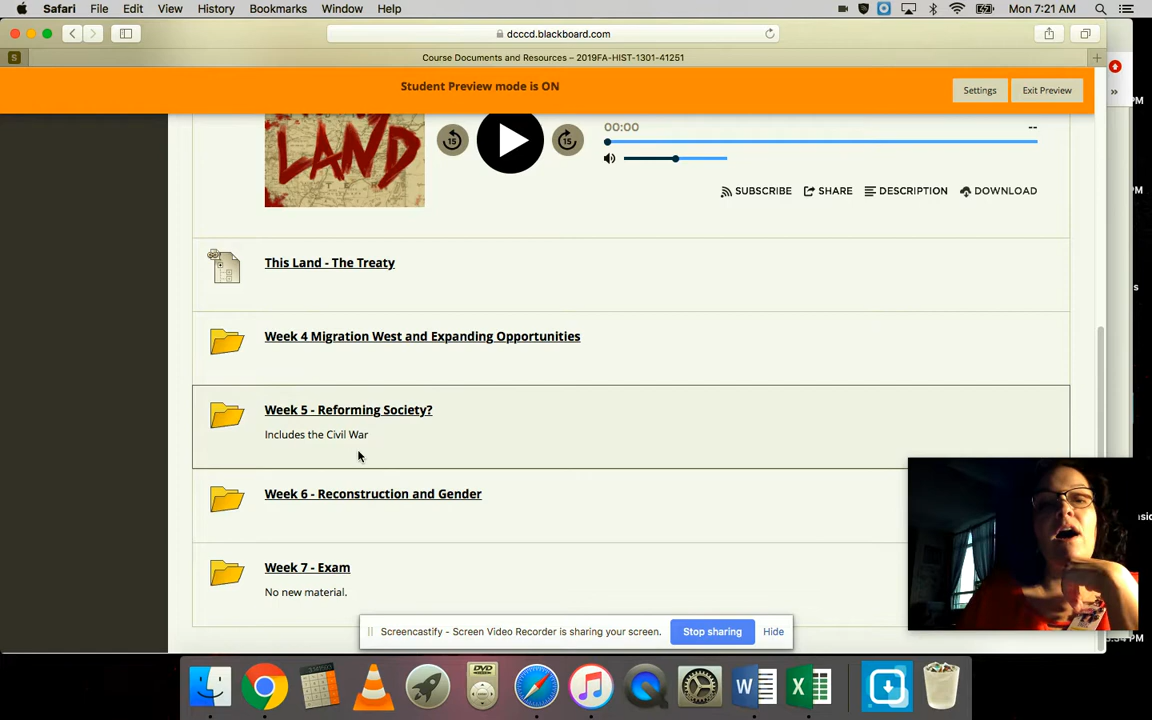 Safari File Edit View History Bookmarks Window Help Mon 7:21 AM
dcccd.blackboard.com
S Course Documents and Resources – 2019FA-HIST-1301-41251
Student Preview mode is ON Settings Exit Preview
LAND
15 15 00:00 --
SUBSCRIBE SHARE DESCRIPTION DOWNLOAD
This Land - The Treaty
Week 4 Migration West and Expanding Opportunities
Week 5 - Reforming Society?
Includes the Civil War
Week 6 - Reconstruction and Gender
Week 7 - Exam
No new material.
Screencastify - Screen Video Recorder is sharing your screen. Stop sharing Hide
DVD W X